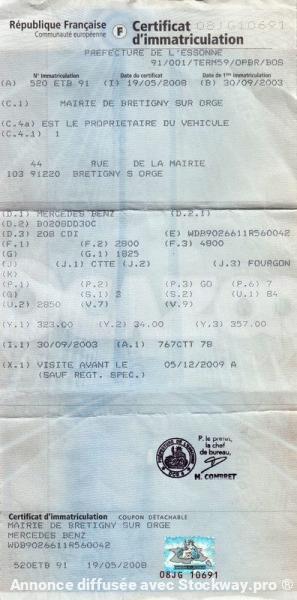 République Française
Communauté européenne
F
Certificat
d'immatriculation
08JG10691
PREFECTURE DE L'ESSONNE
91/001/TERM59/OPBR/BOS
N° Immatriculation Date du certificat Date de 1ère immatriculation
(A) 520 ETB 91 (I) 19/05/2008 (B) 30/09/2003
(C.1) MAIRIE DE BRETIGNY SUR ORGE
(C.4a) EST LE PROPRIETAIRE DU VEHICULE
(C.4.1) 1
44 RUE DE LA MAIRIE
103 91220 BRETIGNY S ORGE
(D.1) MERCEDES BENZ (D.2.1)
(D.2) B0208DD30C
(D.3) 208 CDI (E) WDB9026611R560042
(F.1) (F.2) 2800 (F.3) 4800
(G) (G.1) 1825
(J) (J.1) CTTE (J.2) (J.3) FOURGON
(K)
(P.1) (P.2) (P.3) GO (P.6) 7
(Q) (S.1) 3 (S.2) (U.1) 84
(U.2) 2850 (V.7) (V.9)
(Y.1) 323.00 (Y.2) 34.00 (Y.3) 357.00
(I.1) 30/09/2003 (A.1) 767CTT 78
(X.1) VISITE AVANT LE 05/12/2009 A
(SAUF REGT. SPEC.)
P. le préfet,
la chef
de bureau,
M. COMBRET
Certificat d'immatriculation COUPON DÉTACHABLE
MAIRIE DE BRETIGNY SUR ORGE
MERCEDES BENZ
WDB9026611R560042
520ETB 91 19/05/2008
08JG 10691
Annonce diffusée avec Stockway.pro ®